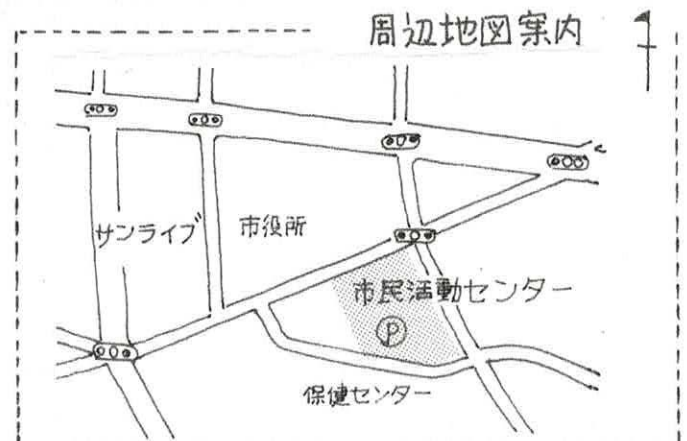 周辺地図案内
サンライブ
市役所
市民活動センター
P
保健センター